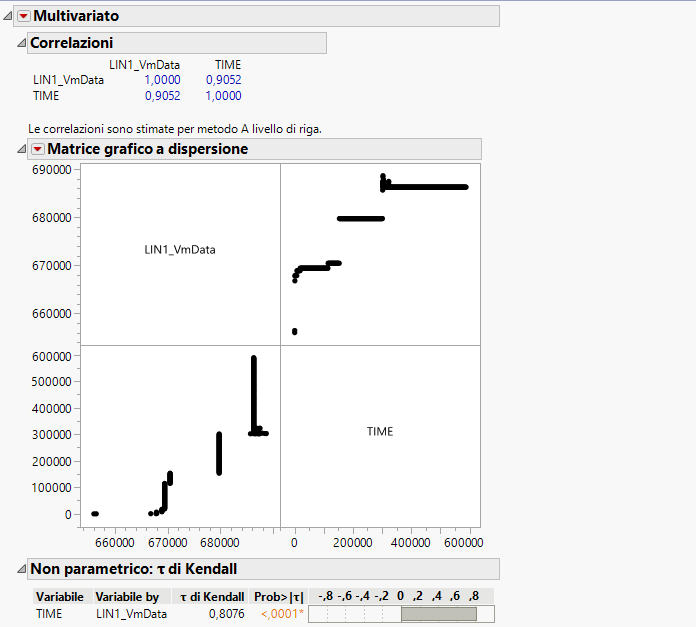 Multivariato
Correlazioni
LIN1_VmData TIME
LIN1_VmData 1,0000 0,9052
TIME 0,9052 1,0000
Le correlazioni sono stimate per metodo A livello di riga.
Matrice grafico a dispersione
690000
680000
670000
660000
LIN1_VmData
600000
500000
400000
300000
200000
100000
0
TIME
660000 670000 680000 0 200000 400000 600000
Non parametrico: τ di Kendall
Variabile Variabile by τ di Kendall Prob>|τ| -,8 -,6 -,4 -,2 0 ,2 ,4 ,6 ,8
TIME LIN1_VmData 0,8076 <,0001*